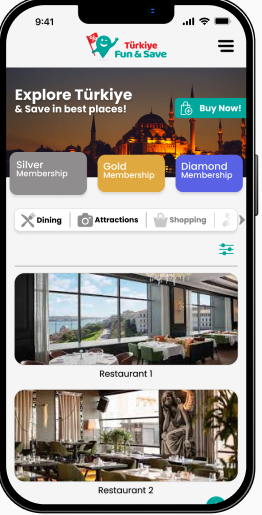 9:41
Türkiye
Fun & Save
Explore Türkiye
& Save in best places!
Buy Now!
Silver
Membership
Gold
Membership
Diamond
Membership
Dining
Attractions
Shopping
Restaurant 1
Restaurant 2